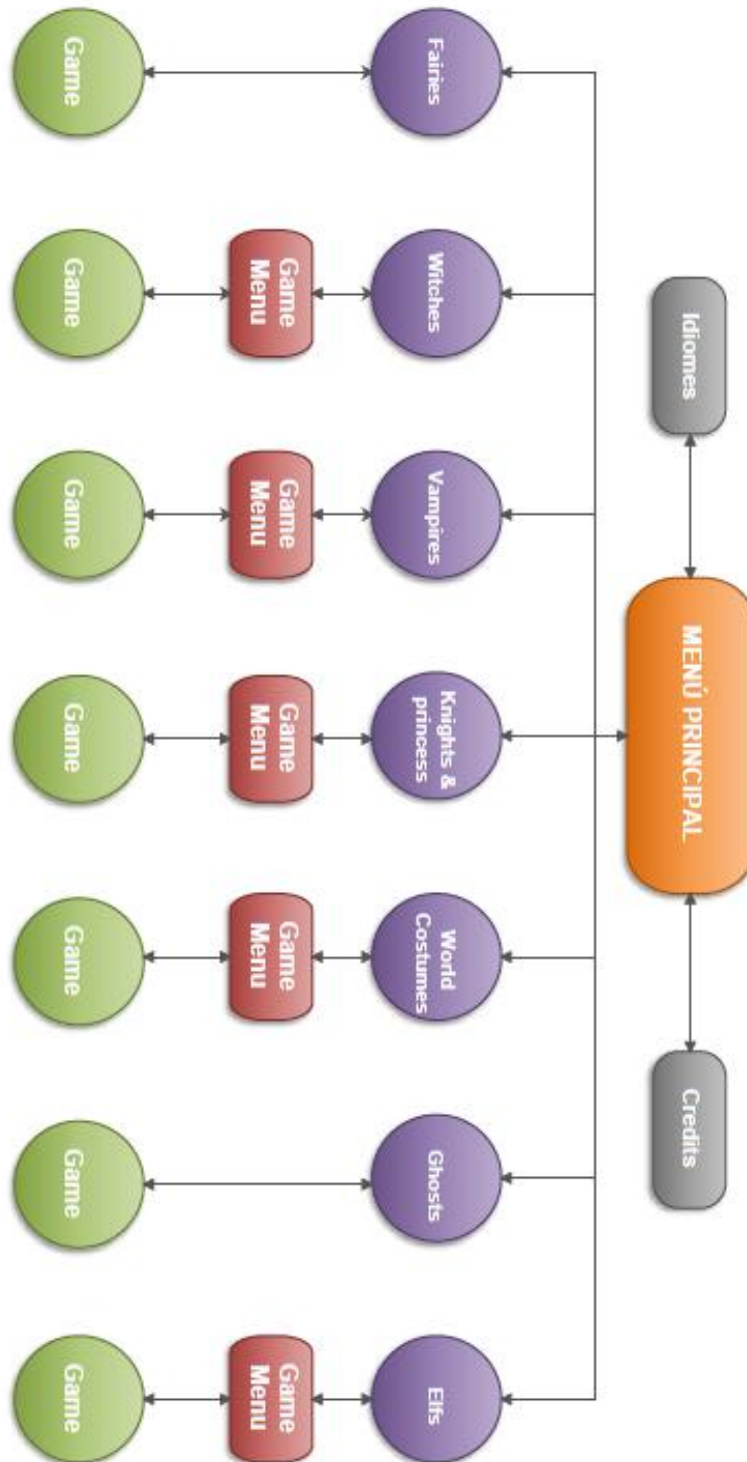 MENÚ PRINCIPAL
Idiomes
Credits
Fairies
Witches
Vampires
Knights &
princess
World
Costumes
Ghosts
Elfs
Game
Menu
Game
Menu
Game
Menu
Game
Menu
Game
Menu
Game
Game
Game
Game
Game
Game
Game